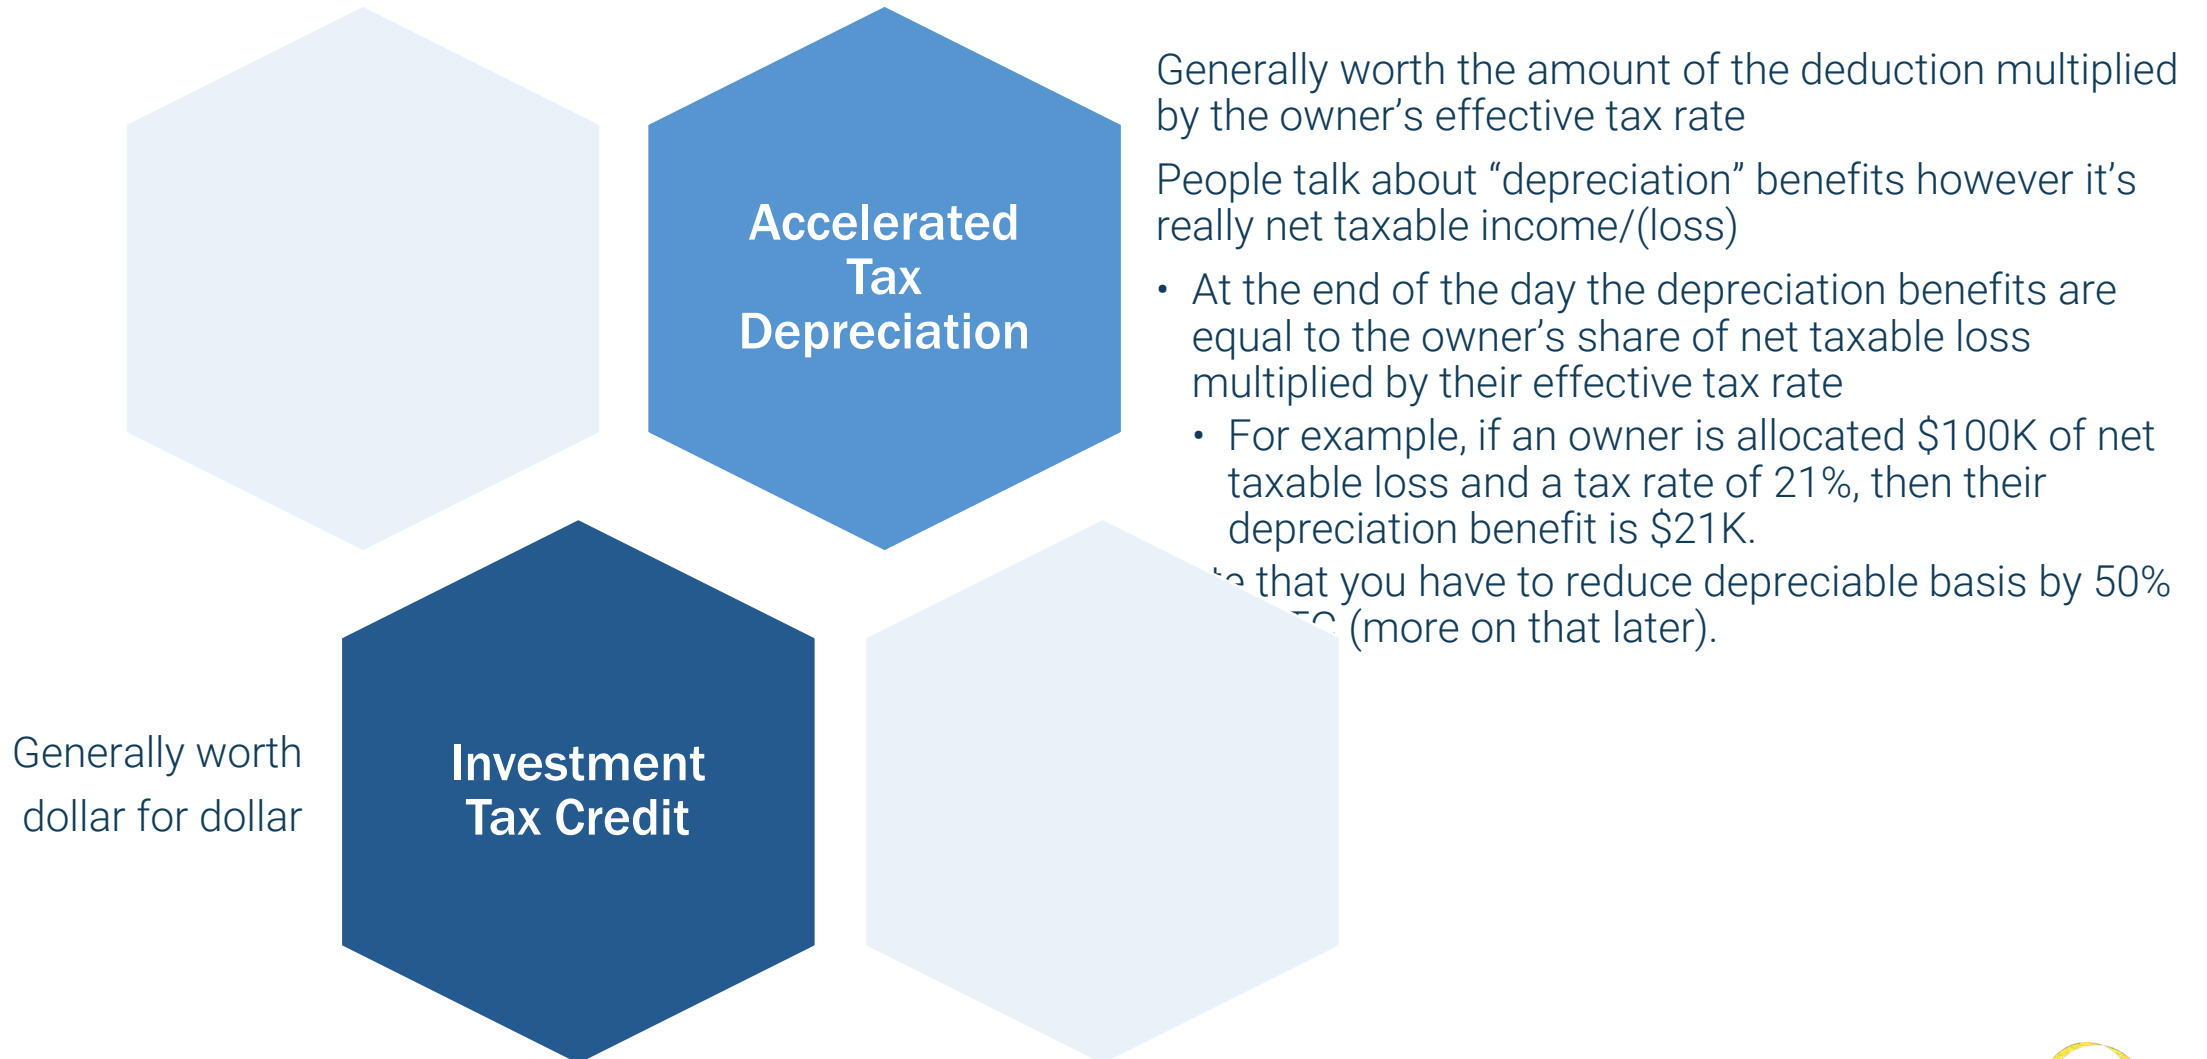 Generally worth the amount of the deduction multiplied
by the owner’s effective tax rate
People talk about “depreciation” benefits however it’s
really net taxable income/(loss)
• At the end of the day the depreciation benefits are
equal to the owner’s share of net taxable loss
multiplied by their effective tax rate
• For example, if an owner is allocated $100K of net
taxable loss and a tax rate of 21%, then their
depreciation benefit is $21K.
that you have to reduce depreciable basis by 50%
(more on that later).
Accelerated
Tax
Depreciation
Generally worth
dollar for dollar
Investment
Tax Credit